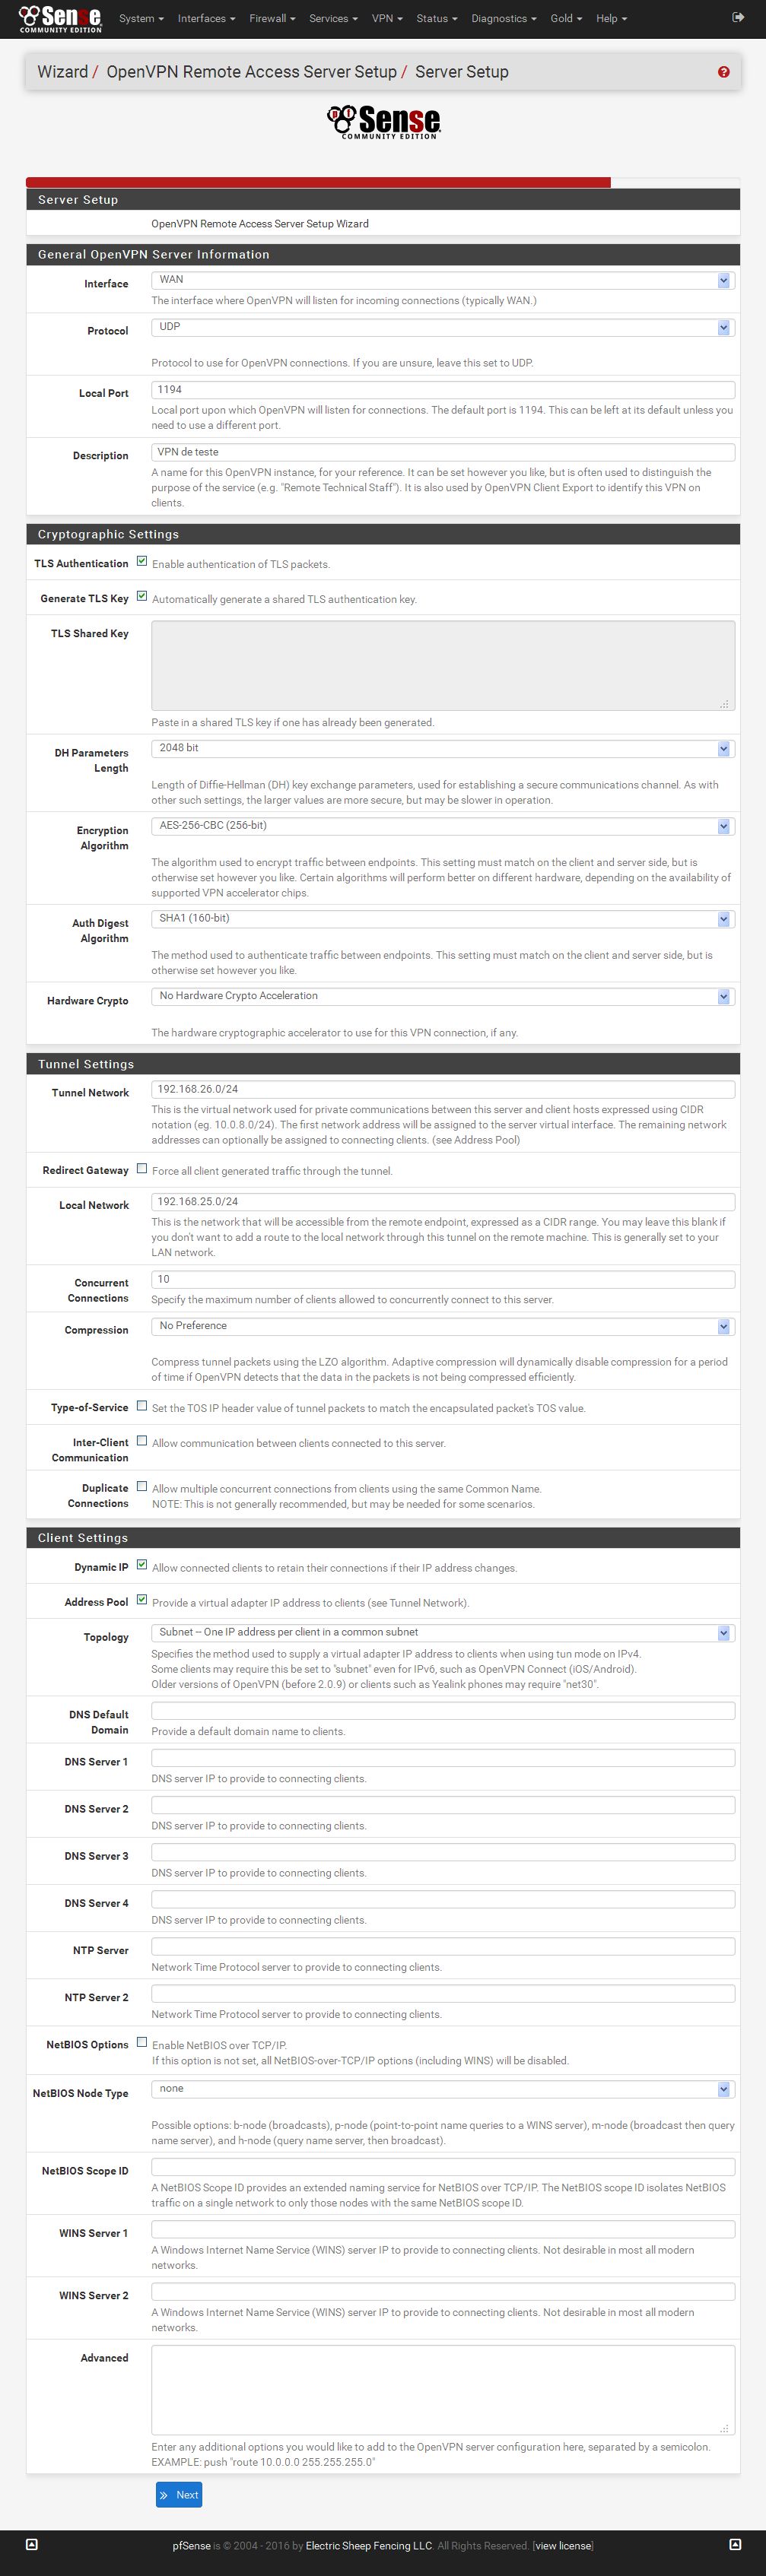 Sense
COMMUNITY EDITION
System Interfaces Firewall Services VPN Status Diagnostics Gold Help
Wizard / OpenVPN Remote Access Server Setup / Server Setup
Sense
COMMUNITY EDITION
Server Setup
OpenVPN Remote Access Server Setup Wizard
General OpenVPN Server Information
Interface
WAN
The interface where OpenVPN will listen for incoming connections (typically WAN.)
Protocol
UDP
Protocol to use for OpenVPN connections. If you are unsure, leave this set to UDP.
Local Port
1194
Local port upon which OpenVPN will listen for connections. The default port is 1194. This can be left at its default unless you
need to use a different port.
Description
VPN de teste
A name for this OpenVPN instance, for your reference. It can be set however you like, but is often used to distinguish the
purpose of the service (e.g. "Remote Technical Staff"). It is also used by OpenVPN Client Export to identify this VPN on
clients.
Cryptographic Settings
TLS Authentication
Enable authentication of TLS packets.
Generate TLS Key
Automatically generate a shared TLS authentication key.
TLS Shared Key
Paste in a shared TLS key if one has already been generated.
DH Parameters
Length
2048 bit
Length of Diffie-Hellman (DH) key exchange parameters, used for establishing a secure communications channel. As with
other such settings, the larger values are more secure, but may be slower in operation.
Encryption
Algorithm
AES-256-CBC (256-bit)
The algorithm used to encrypt traffic between endpoints. This setting must match on the client and server side, but is
otherwise set however you like. Certain algorithms will perform better on different hardware, depending on the availability of
supported VPN accelerator chips.
Auth Digest
Algorithm
SHA1 (160-bit)
The method used to authenticate traffic between endpoints. This setting must match on the client and server side, but is
otherwise set however you like.
Hardware Crypto
No Hardware Crypto Acceleration
The hardware cryptographic accelerator to use for this VPN connection, if any.
Tunnel Settings
Tunnel Network
192.168.26.0/24
This is the virtual network used for private communications between this server and client hosts expressed using CIDR
notation (eg. 10.0.8.0/24). The first network address will be assigned to the server virtual interface. The remaining network
addresses can optionally be assigned to connecting clients. (see Address Pool)
Redirect Gateway
Force all client generated traffic through the tunnel.
Local Network
192.168.25.0/24
This is the network that will be accessible from the remote endpoint, expressed as a CIDR range. You may leave this blank if
you don't want to add a route to the local network through this tunnel on the remote machine. This is generally set to your
LAN network.
Concurrent
Connections
10
Specify the maximum number of clients allowed to concurrently connect to this server.
Compression
No Preference
Compress tunnel packets using the LZO algorithm. Adaptive compression will dynamically disable compression for a period
of time if OpenVPN detects that the data in the packets is not being compressed efficiently.
Type-of-Service
Set the TOS IP header value of tunnel packets to match the encapsulated packet's TOS value.
Inter-Client
Communication
Allow communication between clients connected to this server.
Duplicate
Connections
Allow multiple concurrent connections from clients using the same Common Name.
NOTE: This is not generally recommended, but may be needed for some scenarios.
Client Settings
Dynamic IP
Allow connected clients to retain their connections if their IP address changes.
Address Pool
Provide a virtual adapter IP address to clients (see Tunnel Network).
Topology
Subnet -- One IP address per client in a common subnet
Specifies the method used to supply a virtual adapter IP address to clients when using tun mode on IPv4.
Some clients may require this be set to "subnet" even for IPv6, such as OpenVPN Connect (iOS/Android).
Older versions of OpenVPN (before 2.0.9) or clients such as Yealink phones may require "net30".
DNS Default
Domain
Provide a default domain name to clients.
DNS Server 1
DNS server IP to provide to connecting clients.
DNS Server 2
DNS server IP to provide to connecting clients.
DNS Server 3
DNS server IP to provide to connecting clients.
DNS Server 4
DNS server IP to provide to connecting clients.
NTP Server
Network Time Protocol server to provide to connecting clients.
NTP Server 2
Network Time Protocol server to provide to connecting clients.
NetBIOS Options
Enable NetBIOS over TCP/IP.
If this option is not set, all NetBIOS-over-TCP/IP options (including WINS) will be disabled.
NetBIOS Node Type
none
Possible options: b-node (broadcasts), p-node (point-to-point name queries to a WINS server), m-node (broadcast then query
name server), and h-node (query name server, then broadcast).
NetBIOS Scope ID
A NetBIOS Scope ID provides an extended naming service for NetBIOS over TCP/IP. The NetBIOS scope ID isolates NetBIOS
traffic on a single network to only those nodes with the same NetBIOS scope ID.
WINS Server 1
A Windows Internet Name Service (WINS) server IP to provide to connecting clients. Not desirable in most all modern
networks.
WINS Server 2
A Windows Internet Name Service (WINS) server IP to provide to connecting clients. Not desirable in most all modern
networks.
Advanced
Enter any additional options you would like to add to the OpenVPN server configuration here, separated by a semicolon.
EXAMPLE: push "route 10.0.0.0 255.255.255.0"
» Next
pfSense is © 2004 - 2016 by Electric Sheep Fencing LLC. All Rights Reserved. [view license]